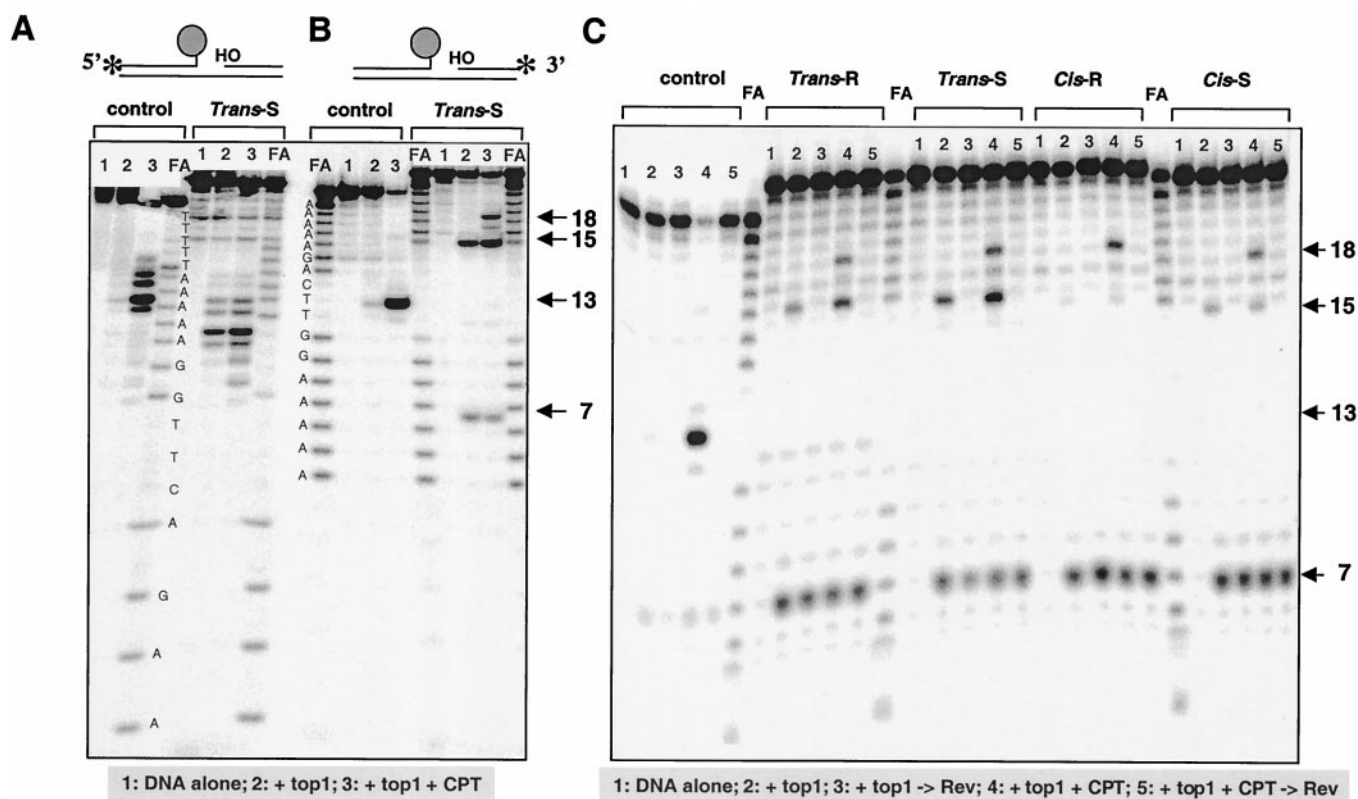 A
5’ HO
control Trans-S
1 2 3 FA 1 2 3 FA
T
T
T
T
T
T
A
A
A
A
A
G
G
T
T
C
A
G
A
A
B
HO 3’
control Trans-S
FA 1 2 3 FA 1 2 3 FA
A
A
A
A
A
G
A
C
T
T
G
G
A
A
A
A
A
18
15
13
7
1: DNA alone; 2: + top1; 3: + top1 + CPT
C
control FA Trans-R FA Trans-S Cis-R FA Cis-S
1 2 3 4 5 1 2 3 4 5 1 2 3 4 5 1 2 3 4 5 1 2 3 4 5
18
15
13
7
1: DNA alone; 2: + top1; 3: + top1 -> Rev; 4: + top1 + CPT; 5: + top1 + CPT -> Rev